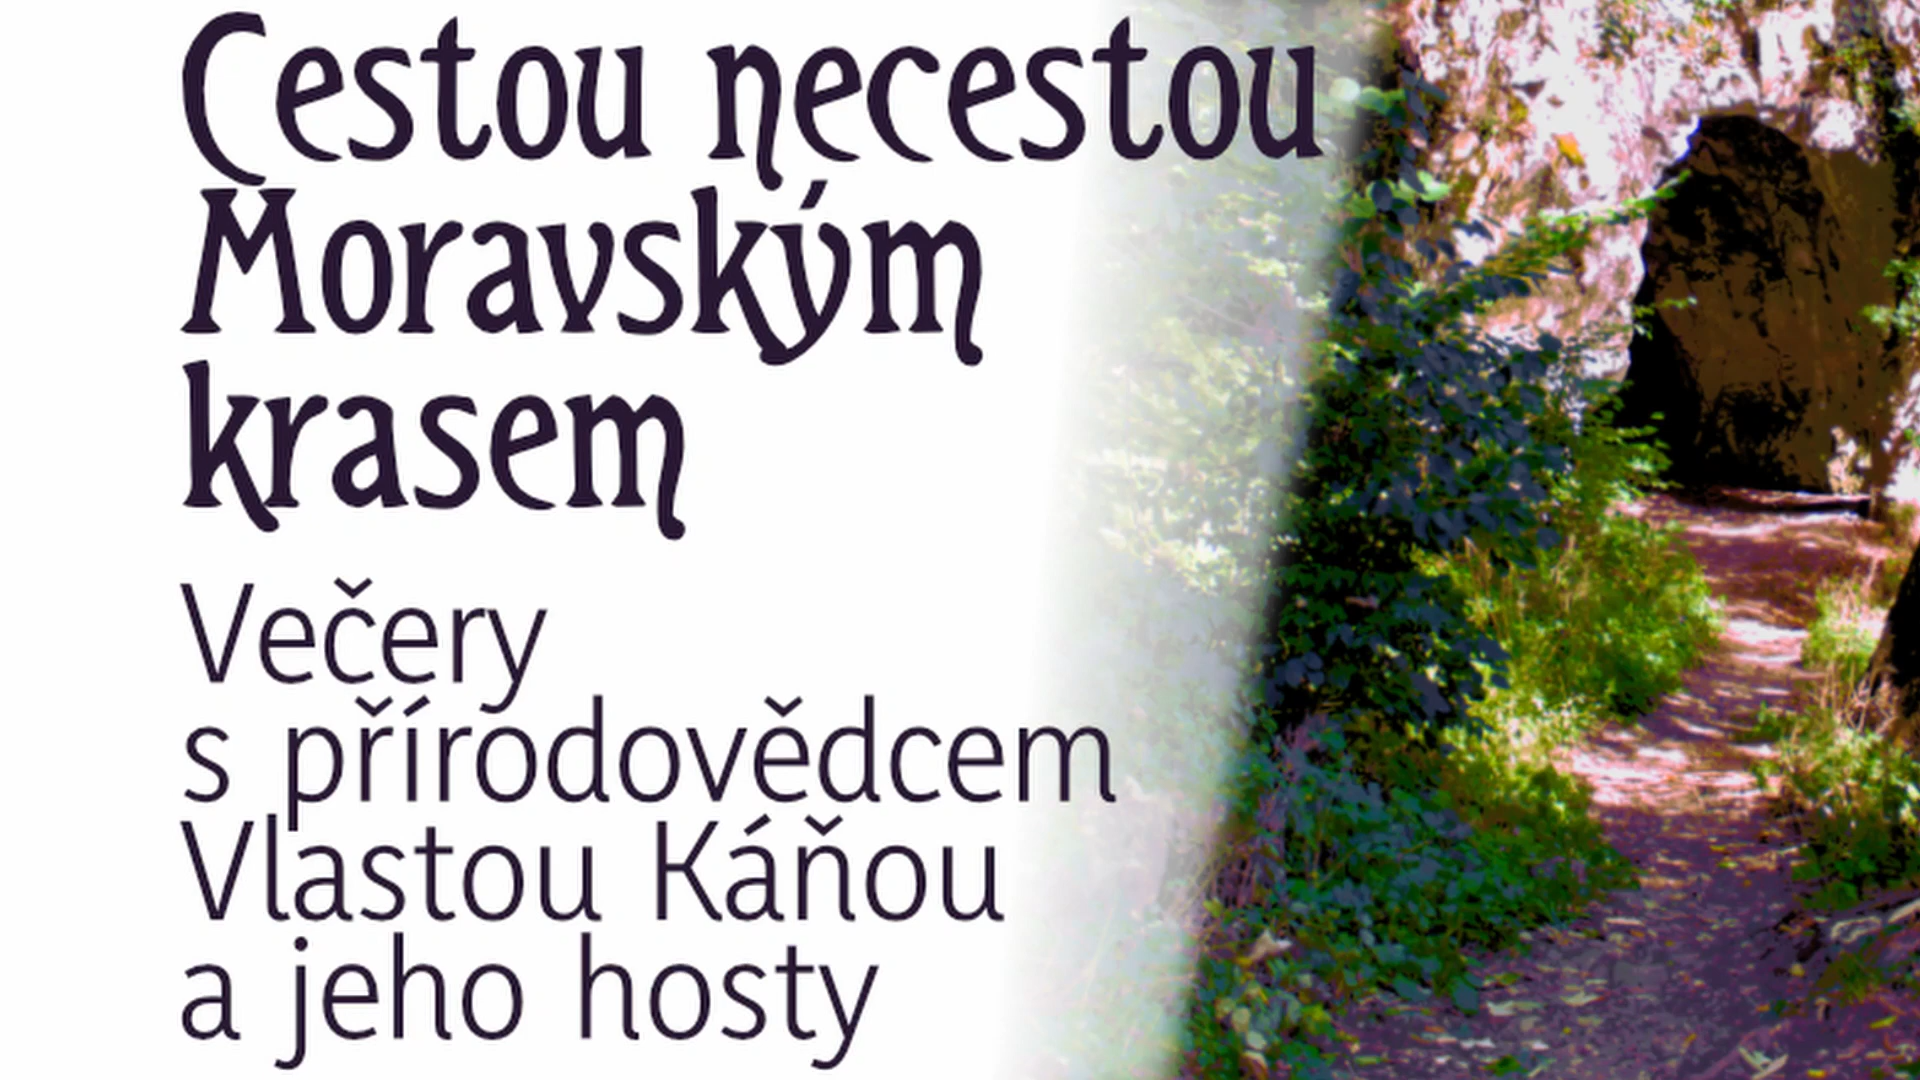 Cestou necestou
Moravským
krasem
Večery
s přírodovědcem
Vlastou Káňou
a jeho hosty